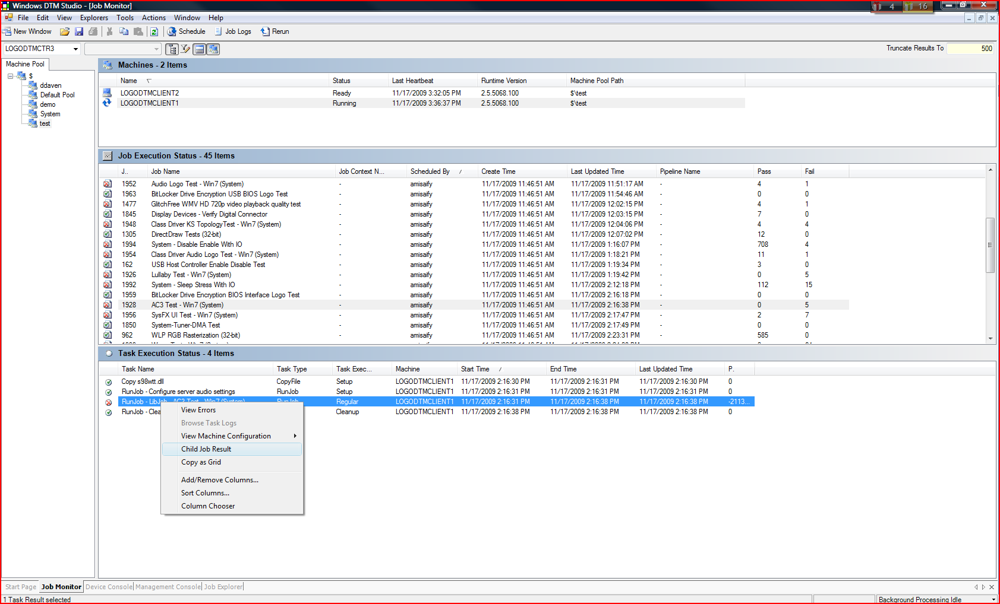 Windows DTM Studio - [Job Monitor]
4 16
File Edit View Explorers Tools Actions Window Help
New Window Schedule Job Logs Rerun
LOGODTMCTR3 Truncate Results To 500
Machine Pool
$
ddaven
Default Pool
demo
System
test
Machines - 2 Items
Name Status Last Heartbeat Runtime Version Machine Pool Path
LOGODTMCLIENT2 Ready 11/17/2009 3:32:05 PM 2.5.5068.100 $\test
LOGODTMCLIENT1 Running 11/17/2009 3:36:37 PM 2.5.5068.100 $\test
Job Execution Status - 45 Items
J.. Job Name Job Context N... Scheduled By Create Time Last Updated Time Pipeline Name Pass Fail
1952 Audio Logo Test - Win7 (System) - amisaify 11/17/2009 11:46:51 AM 11/17/2009 11:51:17 AM - 4 1
1963 BitLocker Drive Encryption USB BIOS Logo Test - amisaify 11/17/2009 11:46:51 AM 11/17/2009 11:54:46 AM - 0 0
1477 GlitchFree WMV HD 720p video playback quality test - amisaify 11/17/2009 11:46:51 AM 11/17/2009 12:02:15 PM - 4 1
1845 Display Devices - Verify Digital Connector - amisaify 11/17/2009 11:46:51 AM 11/17/2009 12:03:15 PM - 7 0
1948 Class Driver KS TopologyTest - Win7 (System) - amisaify 11/17/2009 11:46:51 AM 11/17/2009 12:04:06 PM - 4 4
1305 DirectDraw Tests (32-bit) - amisaify 11/17/2009 11:46:51 AM 11/17/2009 12:07:02 PM - 12 0
1994 System - Disable Enable With IO - amisaify 11/17/2009 11:46:51 AM 11/17/2009 1:16:07 PM - 708 4
1954 Class Driver Audio Logo Test - Win7 (System) - amisaify 11/17/2009 11:46:51 AM 11/17/2009 1:18:21 PM - 11 1
162 USB Host Controller Enable Disable Test - amisaify 11/17/2009 11:46:51 AM 11/17/2009 1:19:34 PM - 3 0
1926 Lullaby Test - Win7 (System) - amisaify 11/17/2009 11:46:51 AM 11/17/2009 1:19:42 PM - 0 5
1992 System - Sleep Stress With IO - amisaify 11/17/2009 11:46:51 AM 11/17/2009 2:12:18 PM - 112 15
1959 BitLocker Drive Encryption BIOS Interface Logo Test - amisaify 11/17/2009 11:46:51 AM 11/17/2009 2:16:18 PM - 0 0
1928 AC3 Test - Win7 (System) - amisaify 11/17/2009 11:46:51 AM 11/17/2009 2:16:38 PM - 0 5
1956 SysFX UI Test - Win7 (System) - amisaify 11/17/2009 11:46:51 AM 11/17/2009 2:17:47 PM - 2 7
1850 System-Tuner-DMA Test - amisaify 11/17/2009 11:46:51 AM 11/17/2009 2:17:49 PM - 0 0
962 WLP RGB Rasterization (32-bit) - amisaify 11/17/2009 11:46:51 AM 11/17/2009 2:23:31 PM - 585 0
Task Execution Status - 4 Items
Task Name Task Type Task Exec... Machine Start Time End Time Last Updated Time P.
Copy s98wtt.dll CopyFile Setup LOGODTMCLIENT1 11/17/2009 2:16:30 PM 11/17/2009 2:16:31 PM 11/17/2009 2:16:30 PM 0
RunJob - Configure server audio settings RunJob Setup LOGODTMCLIENT1 11/17/2009 2:16:31 PM 11/17/2009 2:16:31 PM 11/17/2009 2:16:31 PM 0
RunJob - LibJob - AC3 Test - Win7 (System) RunJob Regular LOGODTMCLIENT1 11/17/2009 2:16:31 PM 11/17/2009 2:16:38 PM 11/17/2009 2:16:38 PM -2113...
RunJob - Clea Cleanup LOGODTMCLIENT1 11/17/2009 2:16:38 PM 11/17/2009 2:16:38 PM 11/17/2009 2:16:38 PM 0
View Errors
Browse Task Logs
View Machine Configuration
Child Job Result
Copy as Grid
Add/Remove Columns...
Sort Columns...
Column Chooser
Start Page Job Monitor Device Console Management Console Job Explorer
1 Task Result selected Background Processing Idle